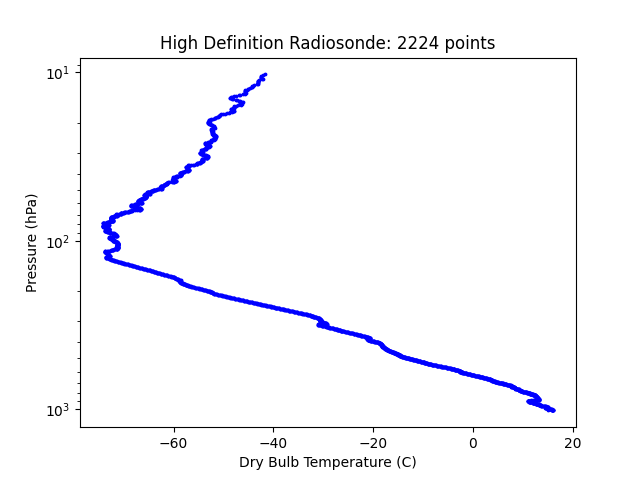 High Definition Radiosonde: 2224 points
10¹
10²
10³
Pressure (hPa)
−60 −40 −20 0 20
Dry Bulb Temperature (C)